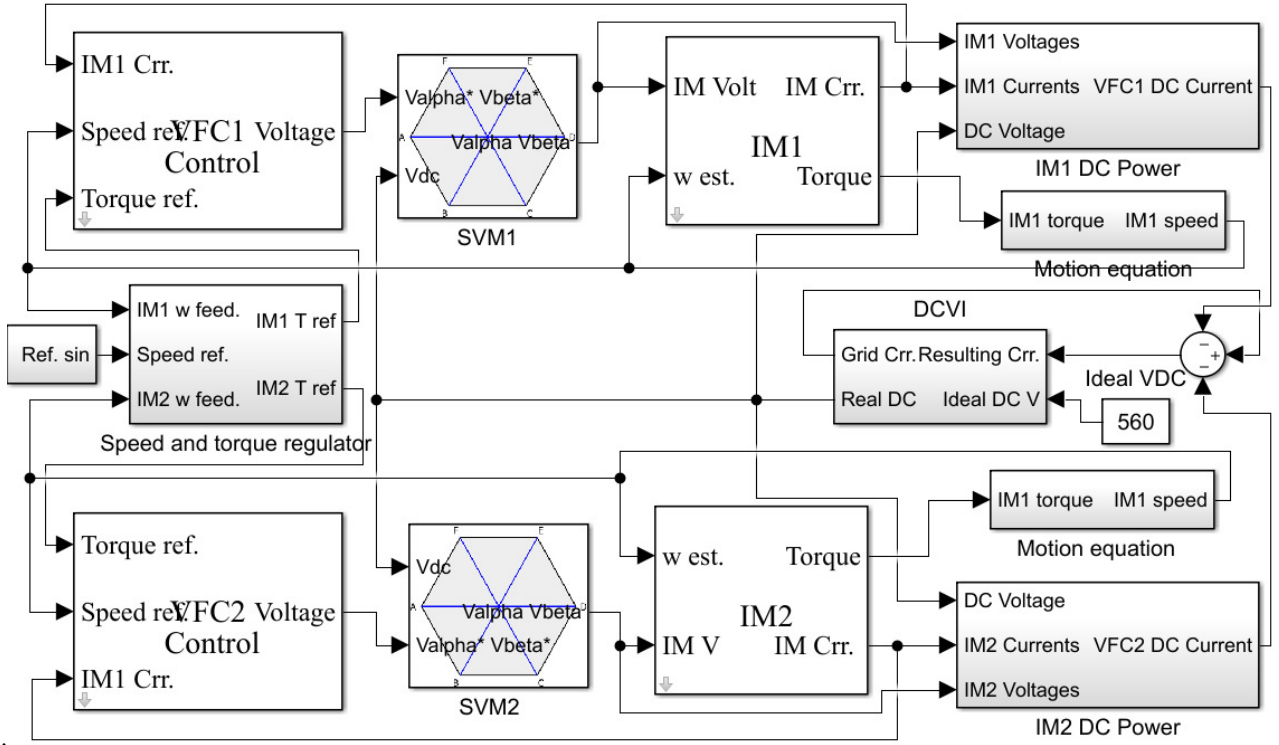 IM1 Crr.
Speed ref.
VFC1 Voltage
Control
Torque ref.
F
E
Valpha* Vbeta*
A
Valpha Vbeta
D
Vdc
B
C
SVM1
IM Volt
IM Crr.
IM1
w est.
Torque
IM1 Voltages
IM1 Currents
VFC1 DC Current
DC Voltage
IM1 DC Power
IM1 torque
IM1 speed
Motion equation
Ref. sin
IM1 w feed.
IM1 T ref
Speed ref.
IM2 T ref
IM2 w feed.
Speed and torque regulator
DCVI
Grid Crr.
Resulting Crr.
Real DC
Ideal DC V
−
+
−
Ideal VDC
560
IM1 torque
IM1 speed
Motion equation
Torque ref.
Speed ref.
VFC2 Voltage
Control
IM1 Crr.
F
E
Vdc
A
Valpha Vbeta
D
Valpha* Vbeta*
B
C
SVM2
w est.
Torque
IM2
IM V
IM Crr.
DC Voltage
IM2 Currents
VFC2 DC Current
IM2 Voltages
IM2 DC Power